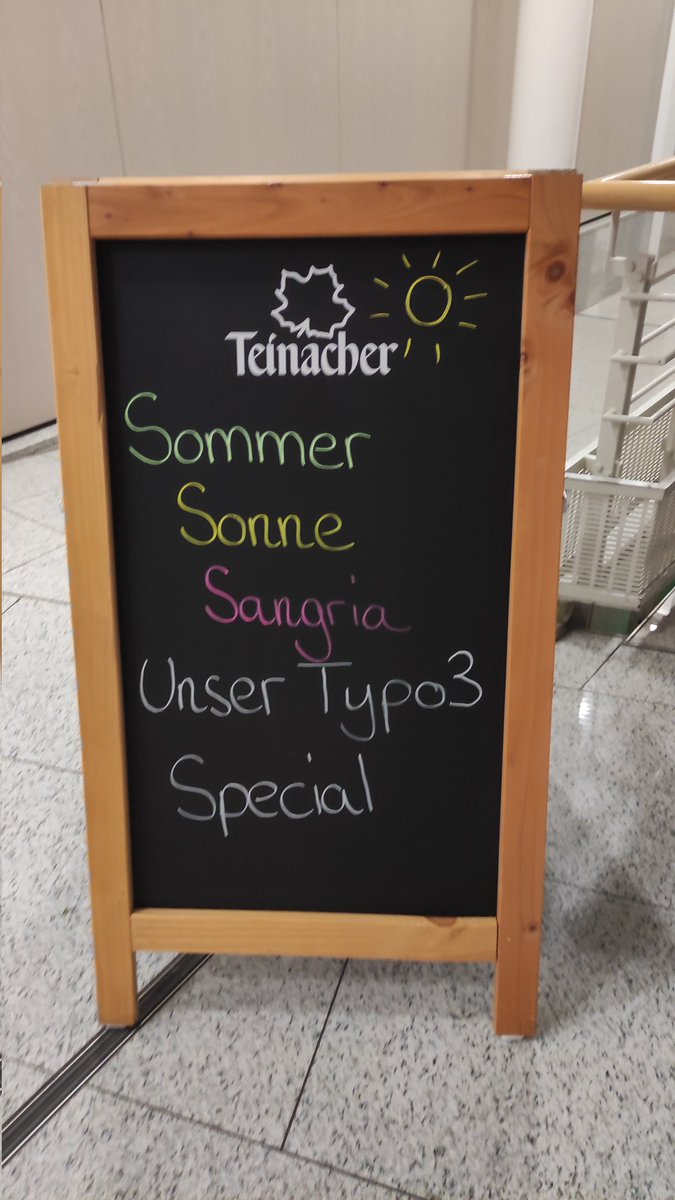 Teinacher
Sommer
Sonne
Sangria
Unser Typo3
Special